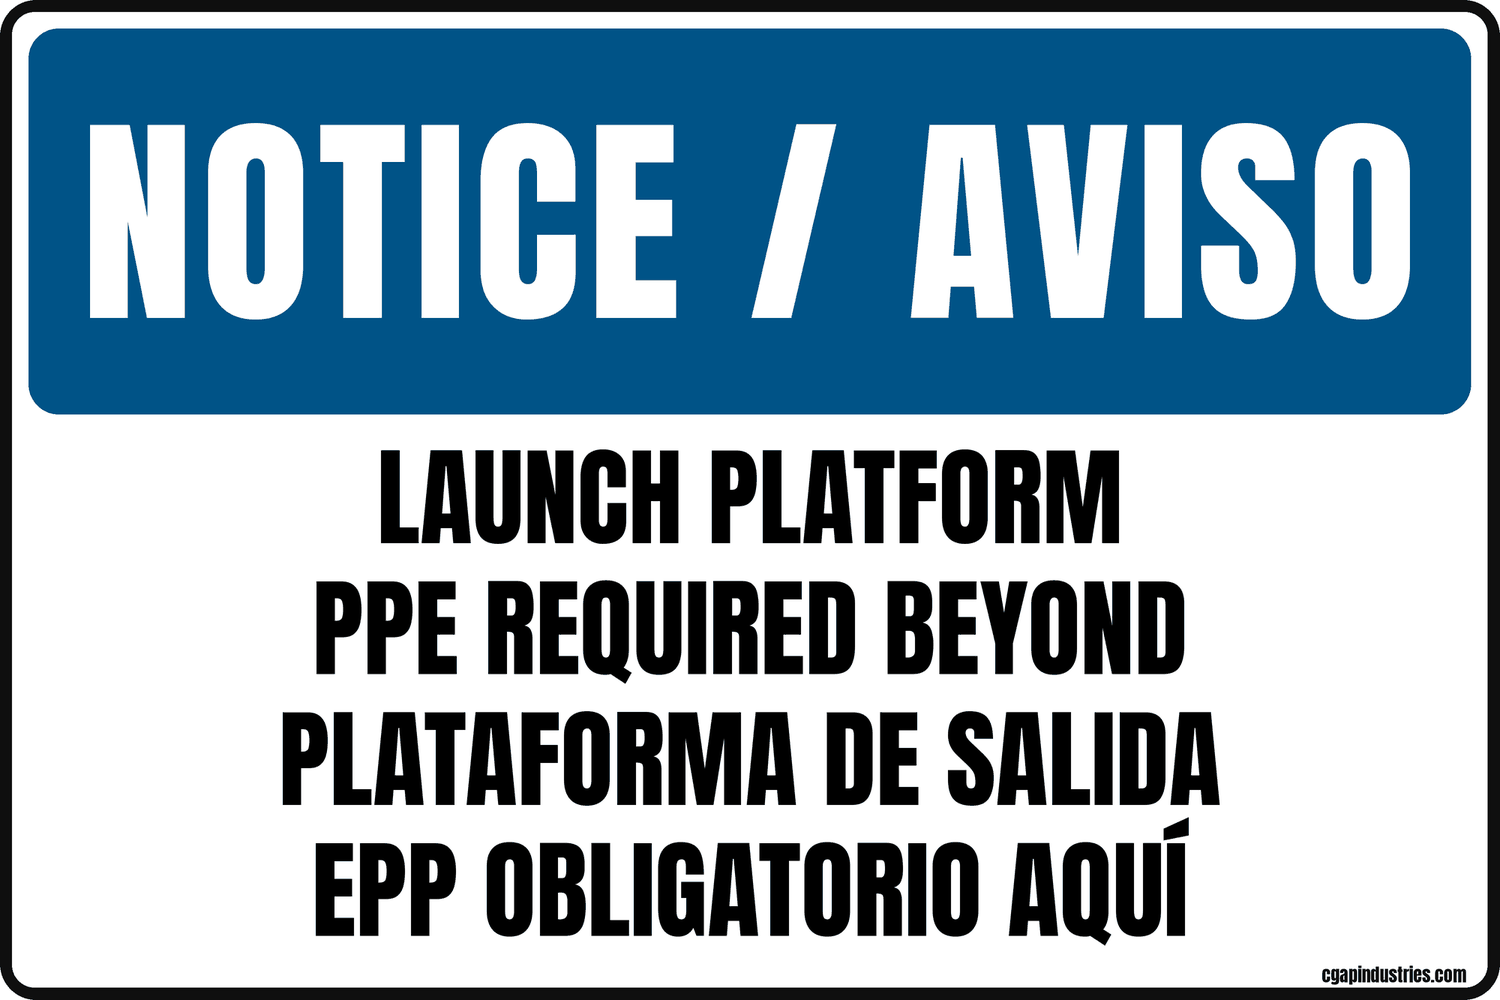 NOTICE / AVISO
LAUNCH PLATFORM
PPE REQUIRED BEYOND
PLATAFORMA DE SALIDA
EPP OBLIGATORIO AQUÍ
cgapindustries.com